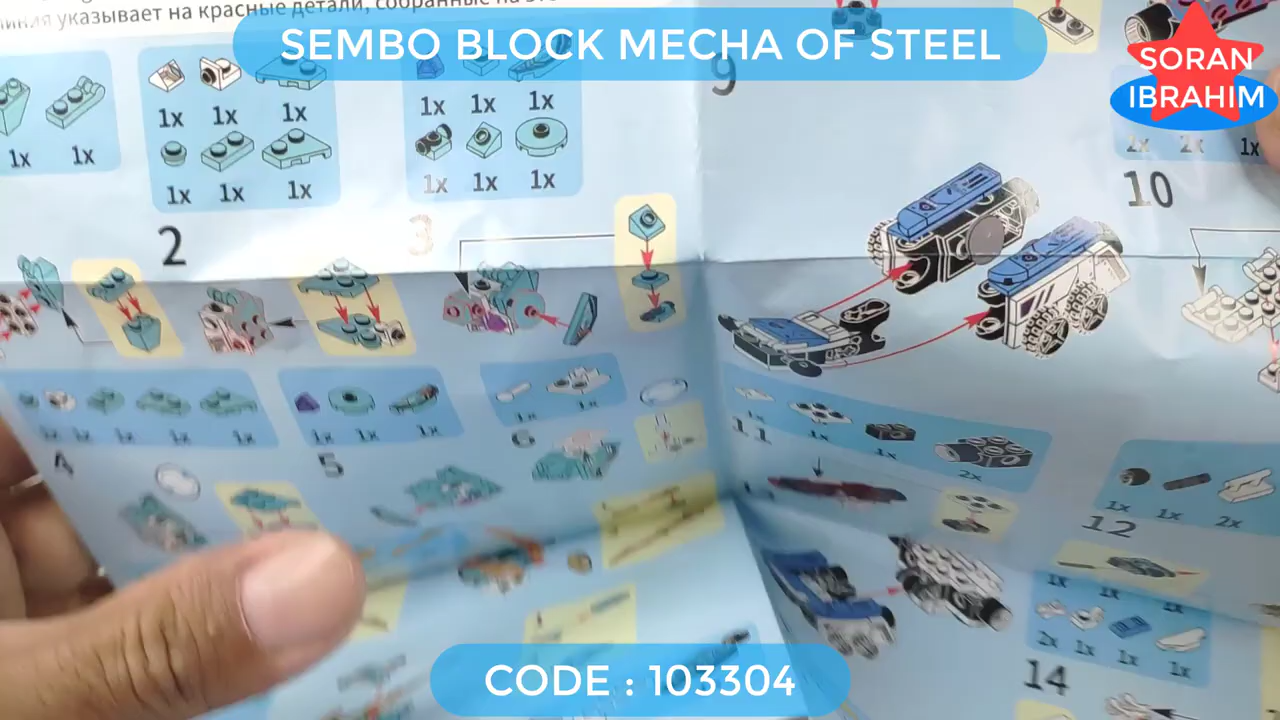 указывает на красные детали, собранные на
SEMBO BLOCK MECHA OF STEEL
SORAN
IBRAHIM
1x 1x
1x 1x 1x
1x 1x 1x
1x 1x 1x
1x 1x 1x
2x 2x 1x
2
3
9
10
1x 1x 1x
1x 1x
4
5
6
1x 1x
11
1x
1x
1x
2x
12
1x 1x 2x
1x 1x 1x
2x 1x 1x 1x
14
CODE : 103304